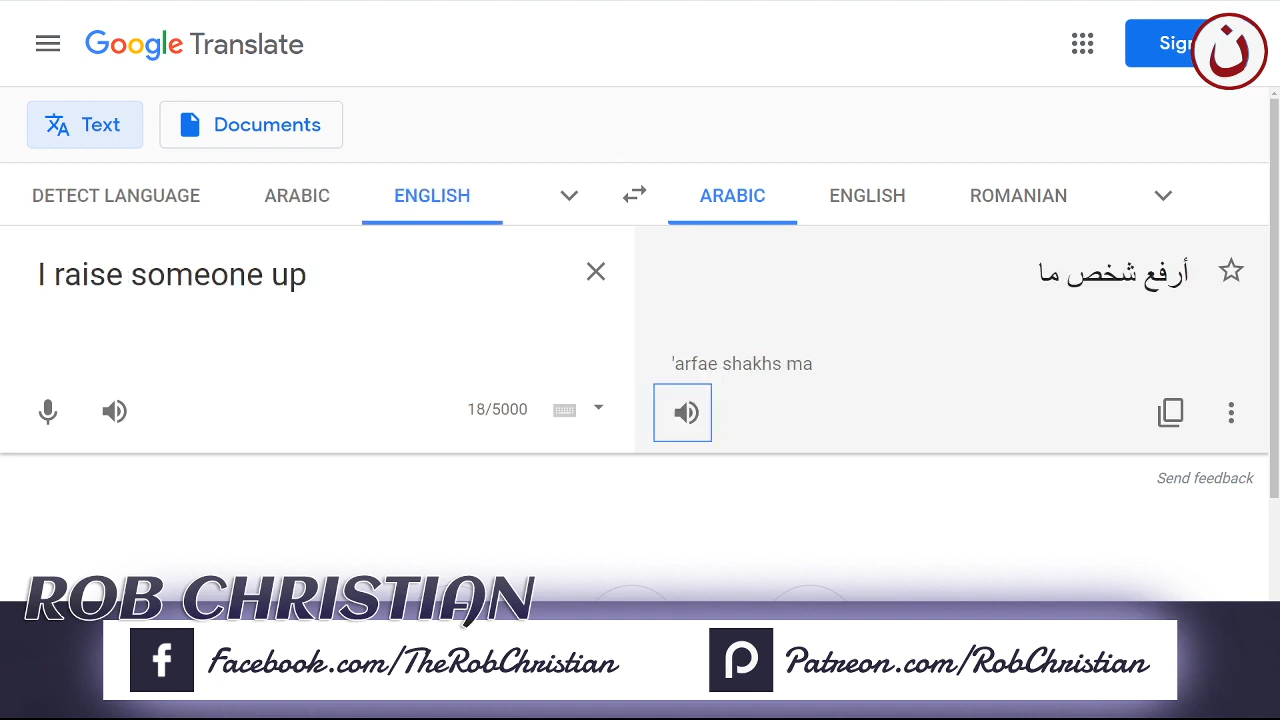 Google Translate
Sign
ن
Text
Documents
DETECT LANGUAGE
ARABIC
ENGLISH
ARABIC
ENGLISH
ROMANIAN
I raise someone up
أرفع شخص ما
'arfae shakhs ma
18/5000
Send feedback
ROB CHRISTIAN
Facebook.com/TheRobChristian
Patreon.com/RobChristian